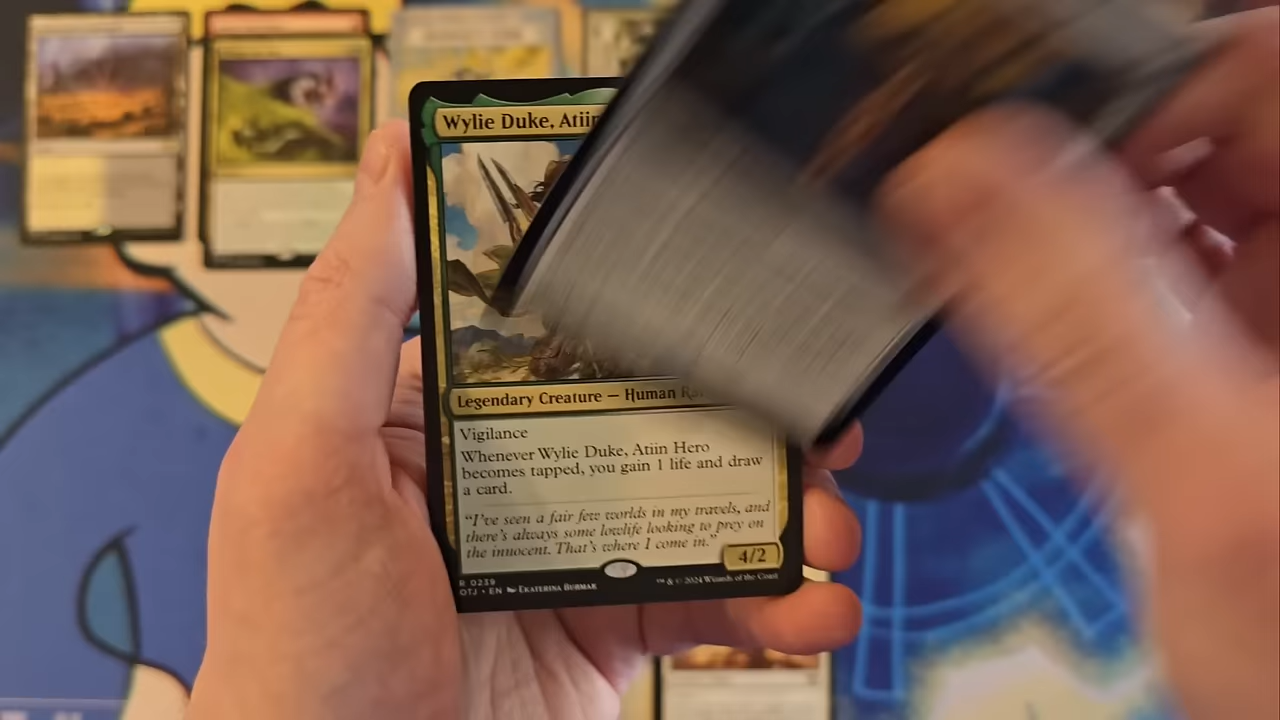 Wylie Duke, Atiin
Legendary Creature — Human
Vigilance
Whenever Wylie Duke, Atiin Hero
becomes tapped, you gain 1 life and draw
a card.
"I've seen a fair few worlds in my travels, and
there's always some lowlife looking to prey on
the innocent. That's where I come in."
4/2
R 0239
OTJ • EN EKATERINA BURMAK
™ & © 2024 Wizards of the Coast